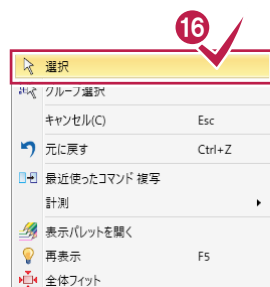 16
選択
グループ選択
キャンセル(C) Esc
元に戻す Ctrl+Z
最近使ったコマンド 複写
計測
表示パレットを開く
再表示 F5
全体フィット